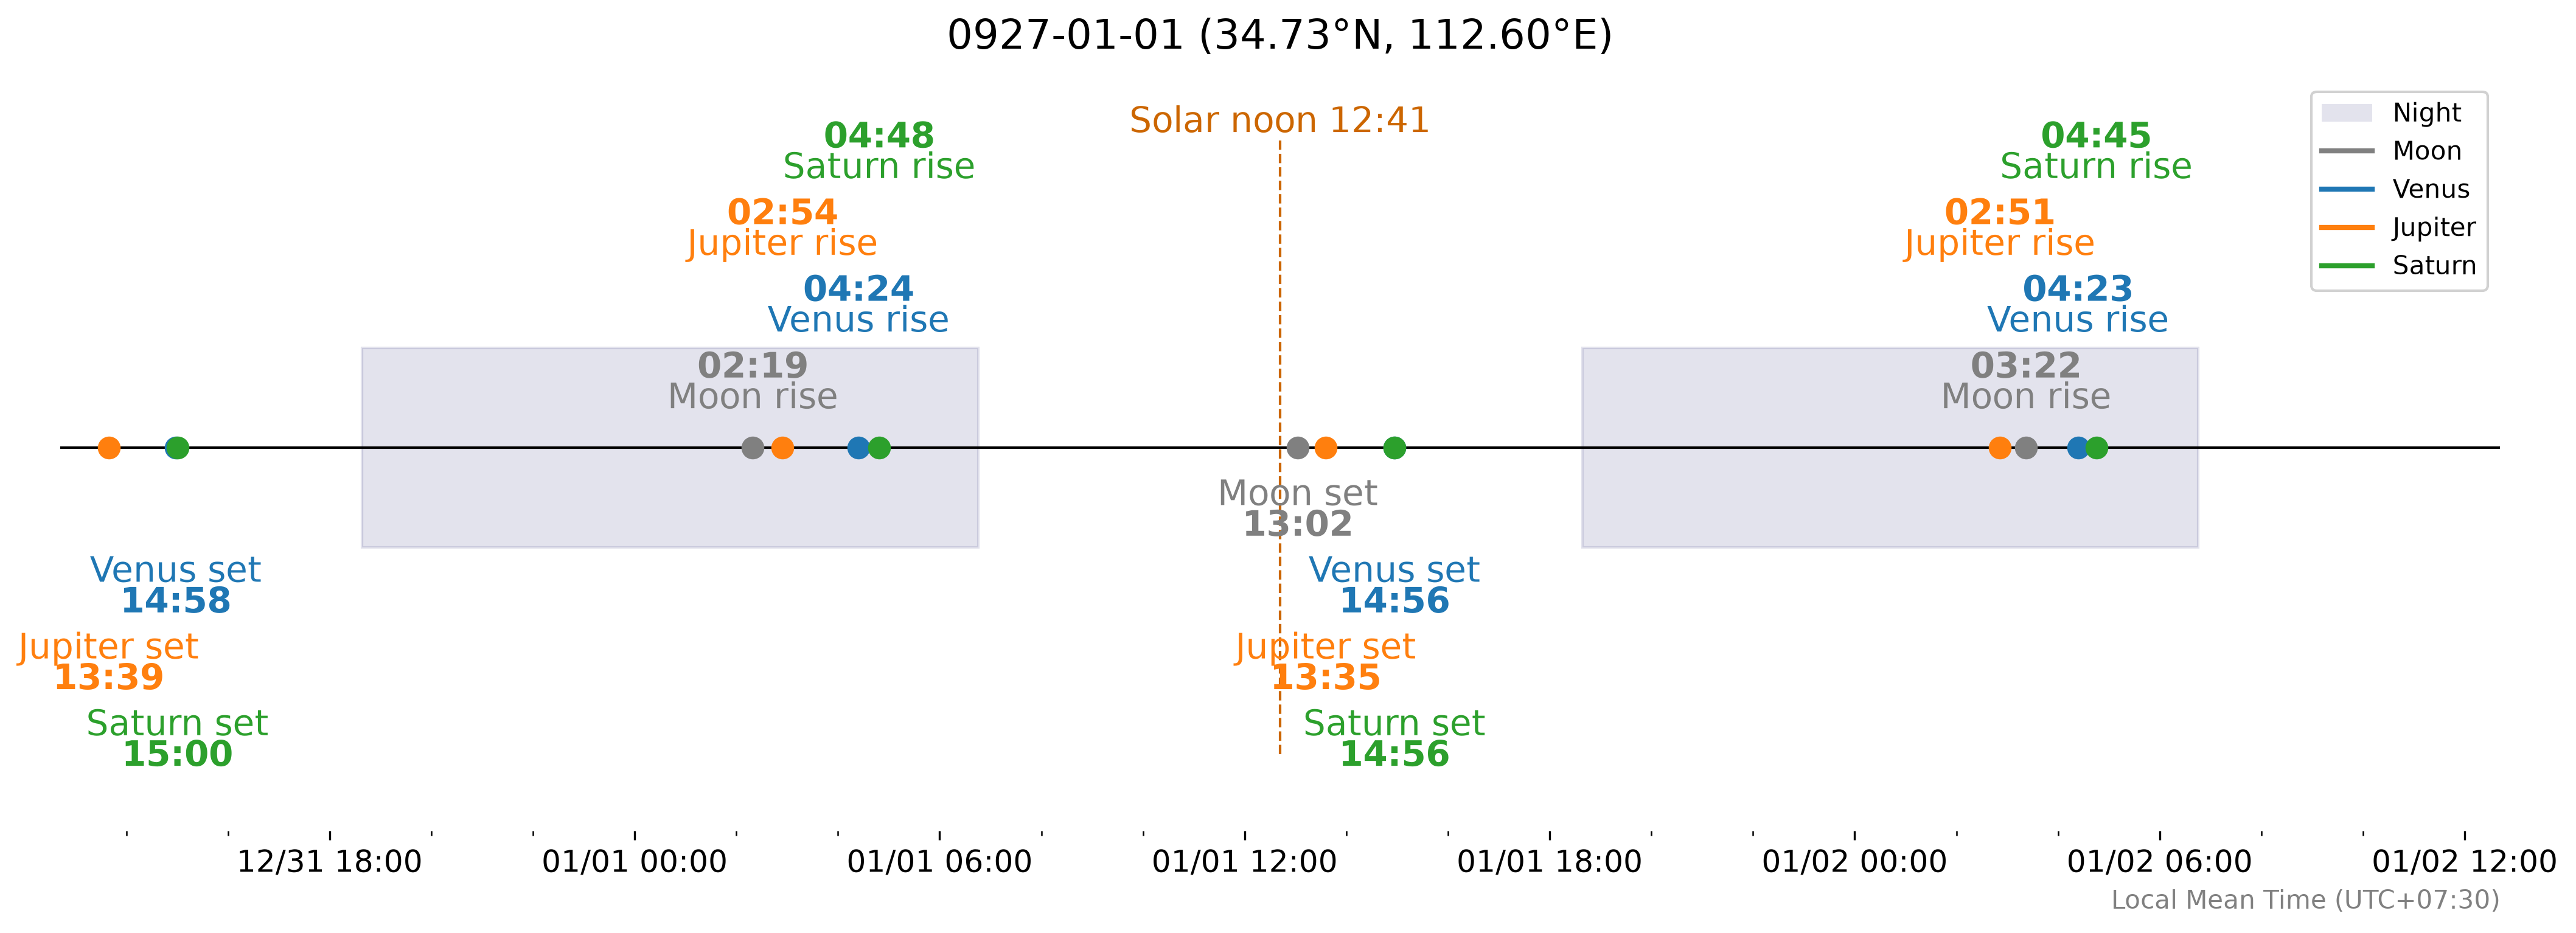 0927-01-01 (34.73°N, 112.60°E)
Solar noon 12:41
04:48
Saturn rise
02:54
Jupiter rise
04:24
Venus rise
02:19
Moon rise
04:45
Saturn rise
02:51
Jupiter rise
04:23
Venus rise
03:22
Moon rise
Night
Moon
Venus
Jupiter
Saturn
Moon set
13:02
Venus set
14:58
Jupiter set
13:39
Saturn set
15:00
Venus set
14:56
Jupiter set
13:35
Saturn set
14:56
12/31 18:00
01/01 00:00
01/01 06:00
01/01 12:00
01/01 18:00
01/02 00:00
01/02 06:00
01/02 12:00
Local Mean Time (UTC+07:30)